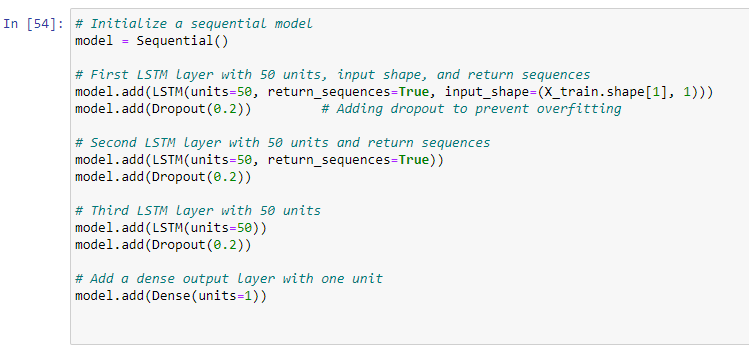 In [54]: # Initialize a sequential model
model = Sequential()
# First LSTM layer with 50 units, input shape, and return sequences
model.add(LSTM(units=50, return_sequences=True, input_shape=(X_train.shape[1], 1)))
model.add(Dropout(0.2)) # Adding dropout to prevent overfitting
# Second LSTM layer with 50 units and return sequences
model.add(LSTM(units=50, return_sequences=True))
model.add(Dropout(0.2))
# Third LSTM layer with 50 units
model.add(LSTM(units=50))
model.add(Dropout(0.2))
# Add a dense output layer with one unit
model.add(Dense(units=1))